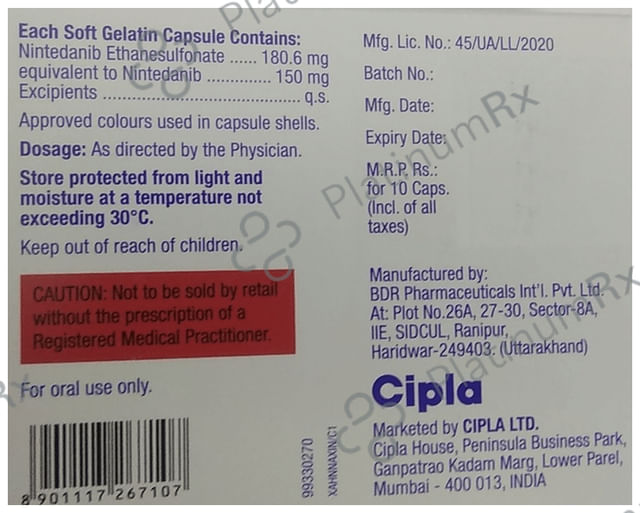 Each Soft Gelatin Capsule Contains:
Nintedanib Ethanesulfonate ...... 180.6 mg
equivalent to Nintedanib .............. 150 mg
Excipients ........................................ q.s.
Approved colours used in capsule shells.
Dosage: As directed by the Physician.
Store protected from light and
moisture at a temperature not
exceeding 30°C.
Keep out of reach of children.
CAUTION: Not to be sold by retail
without the prescription of a
Registered Medical Practitioner.
For oral use only.
8 901117 267107
99330270
XAHNNAXIN/C1
Mfg. Lic. No.: 45/UA/LL/2020
Batch No.:
Mfg. Date:
Expiry Date:
M.R.P. Rs.:
for 10 Caps.
(Incl. of all
taxes)
Manufactured by:
BDR Pharmaceuticals Int'l. Pvt. Ltd.
At: Plot No.26A, 27-30, Sector-8A,
IIE, SIDCUL, Ranipur,
Haridwar-249403. (Uttarakhand)
Cipla
Marketed by CIPLA LTD.
Cipla House, Peninsula Business Park,
Ganpatrao Kadam Marg, Lower Parel,
Mumbai - 400 013, INDIA
PlatinumRx
PlatinumRx
PlatinumRx
Rx